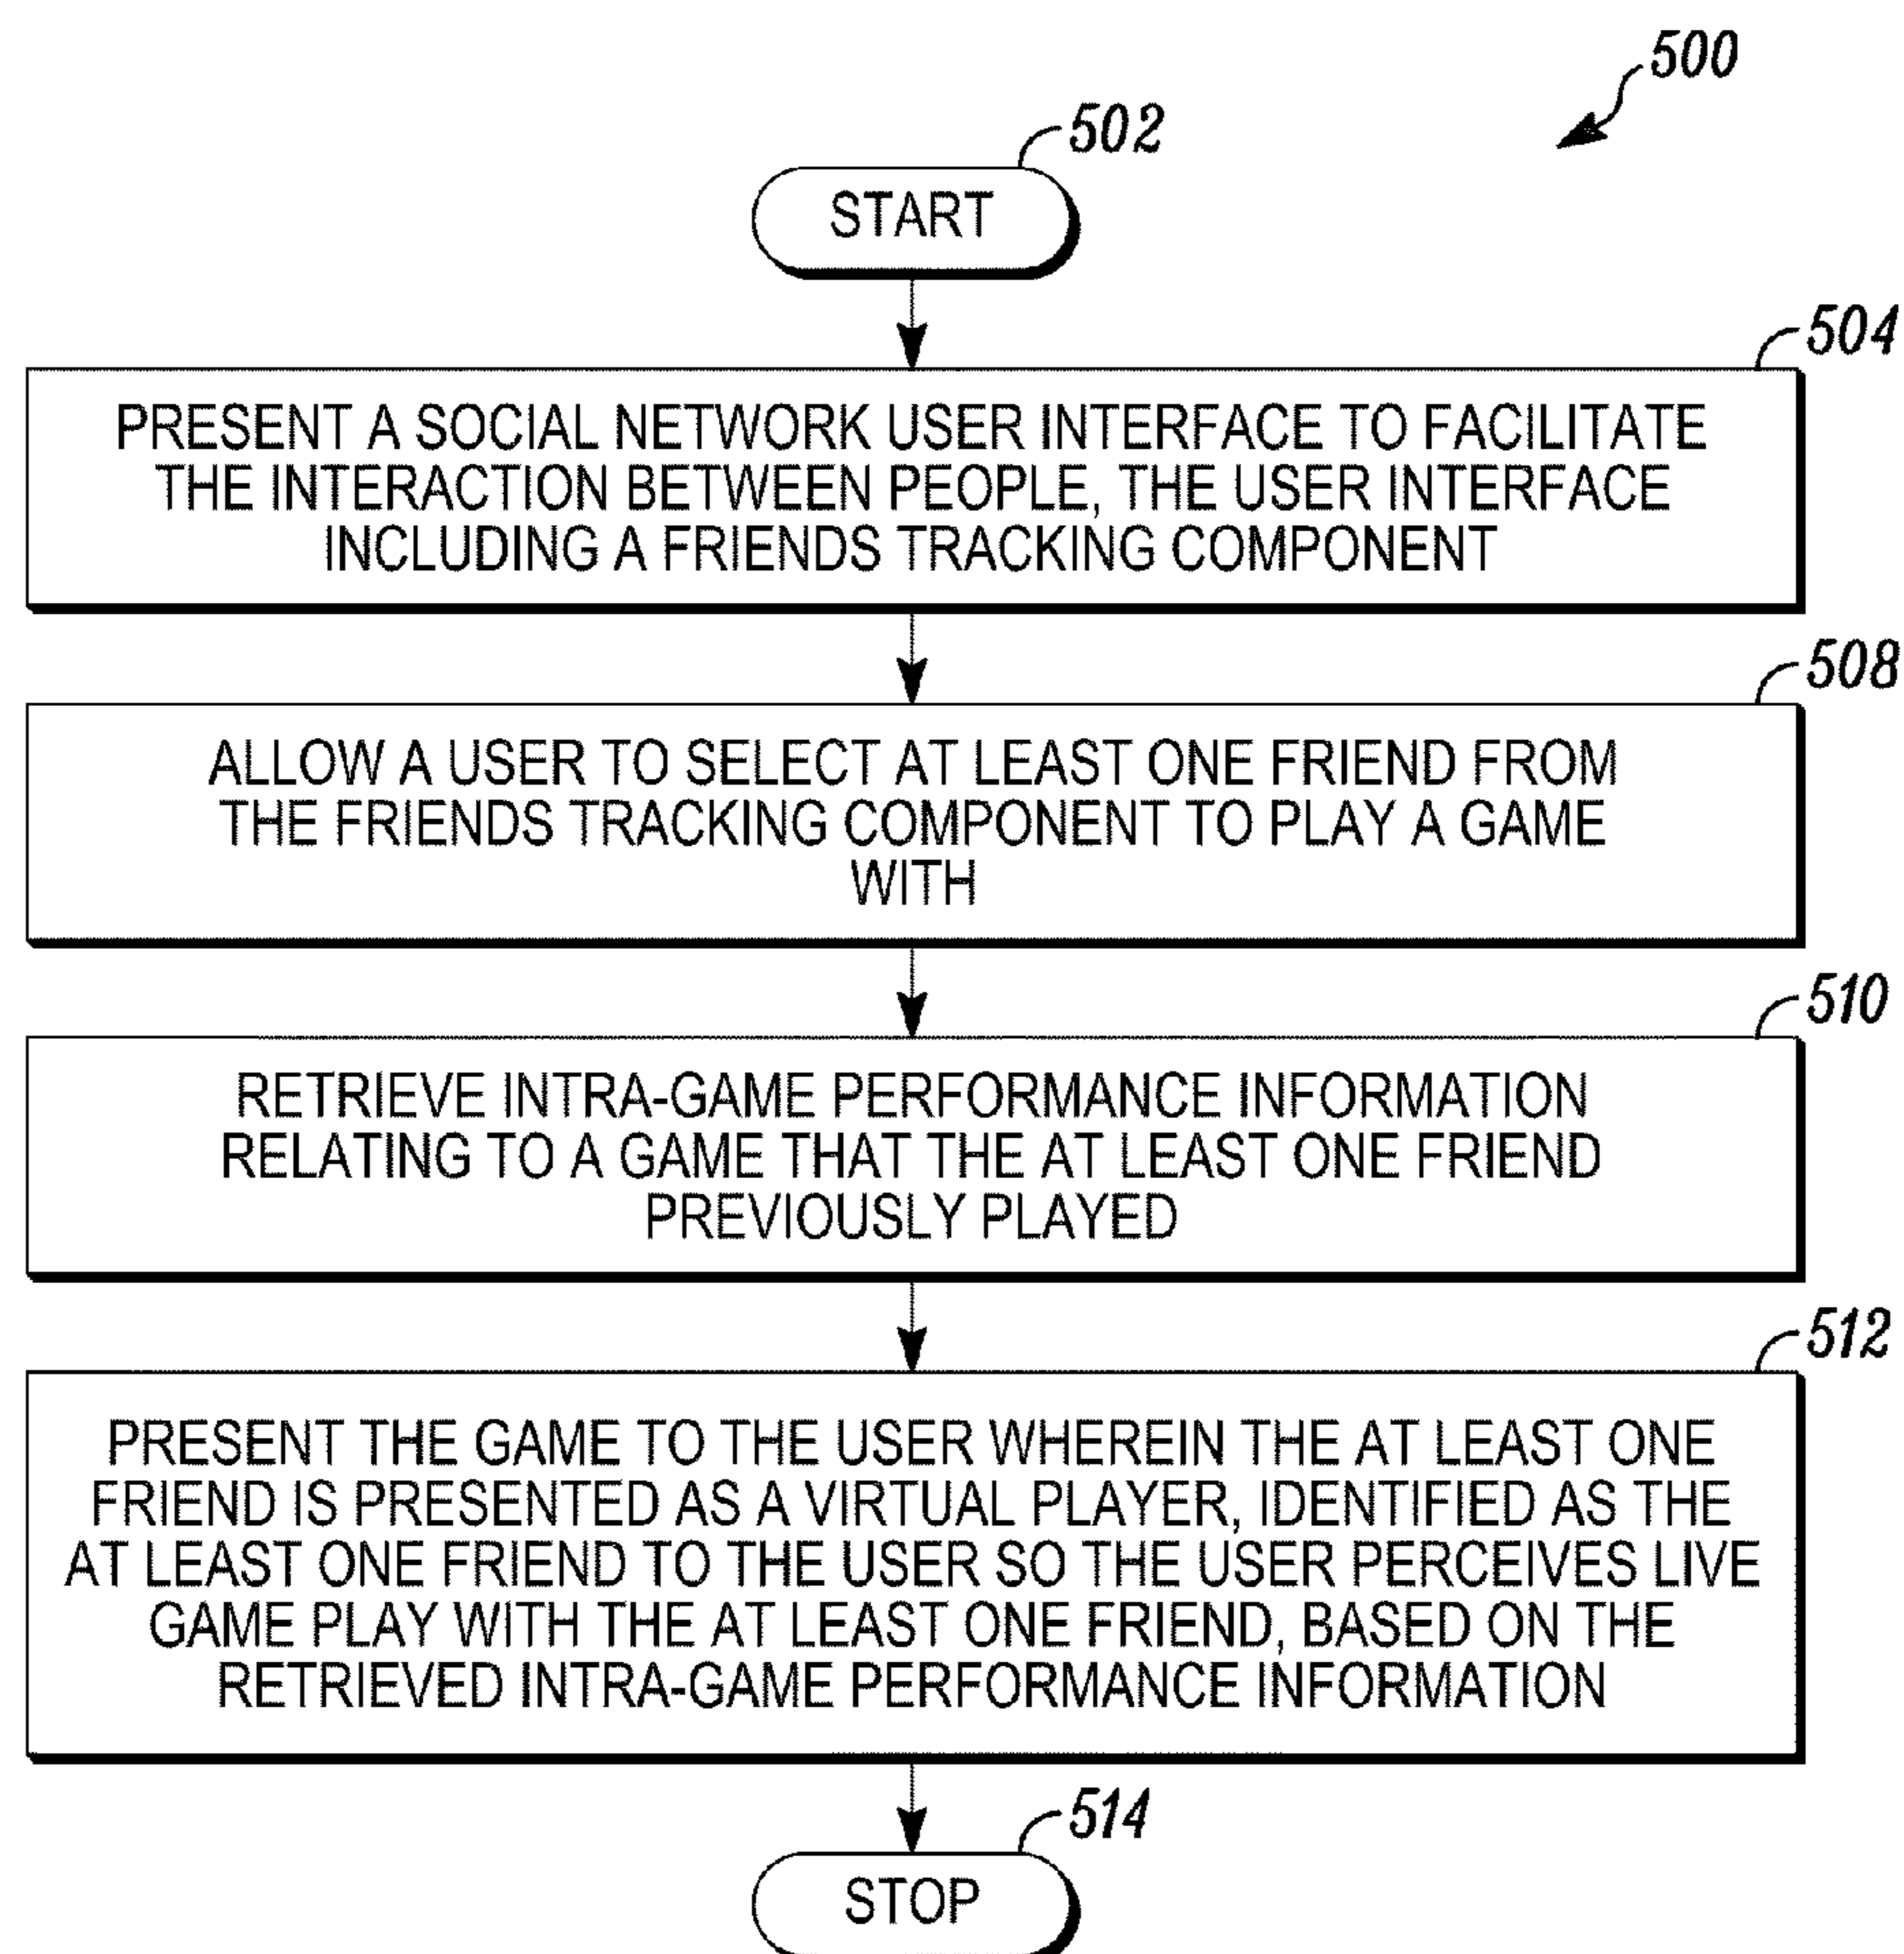 500
502
START
504
PRESENT A SOCIAL NETWORK USER INTERFACE TO FACILITATE
THE INTERACTION BETWEEN PEOPLE, THE USER INTERFACE
INCLUDING A FRIENDS TRACKING COMPONENT
508
ALLOW A USER TO SELECT AT LEAST ONE FRIEND FROM
THE FRIENDS TRACKING COMPONENT TO PLAY A GAME
WITH
510
RETRIEVE INTRA-GAME PERFORMANCE INFORMATION
RELATING TO A GAME THAT THE AT LEAST ONE FRIEND
PREVIOUSLY PLAYED
512
PRESENT THE GAME TO THE USER WHEREIN THE AT LEAST ONE
FRIEND IS PRESENTED AS A VIRTUAL PLAYER, IDENTIFIED AS THE
AT LEAST ONE FRIEND TO THE USER SO THE USER PERCEIVES LIVE
GAME PLAY WITH THE AT LEAST ONE FRIEND, BASED ON THE
RETRIEVED INTRA-GAME PERFORMANCE INFORMATION
514
STOP